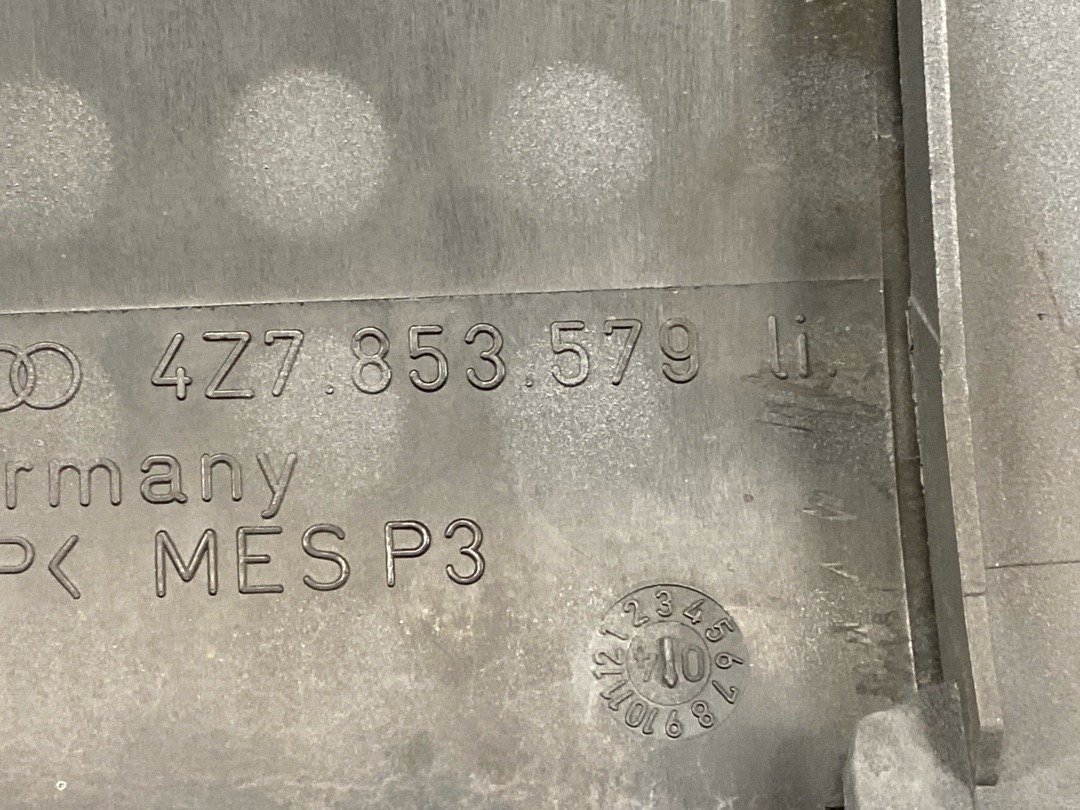 4Z7.853.579 li.
rmany
P< MES P3
1 2 3 4 5 6 7 8 9 10 11 12